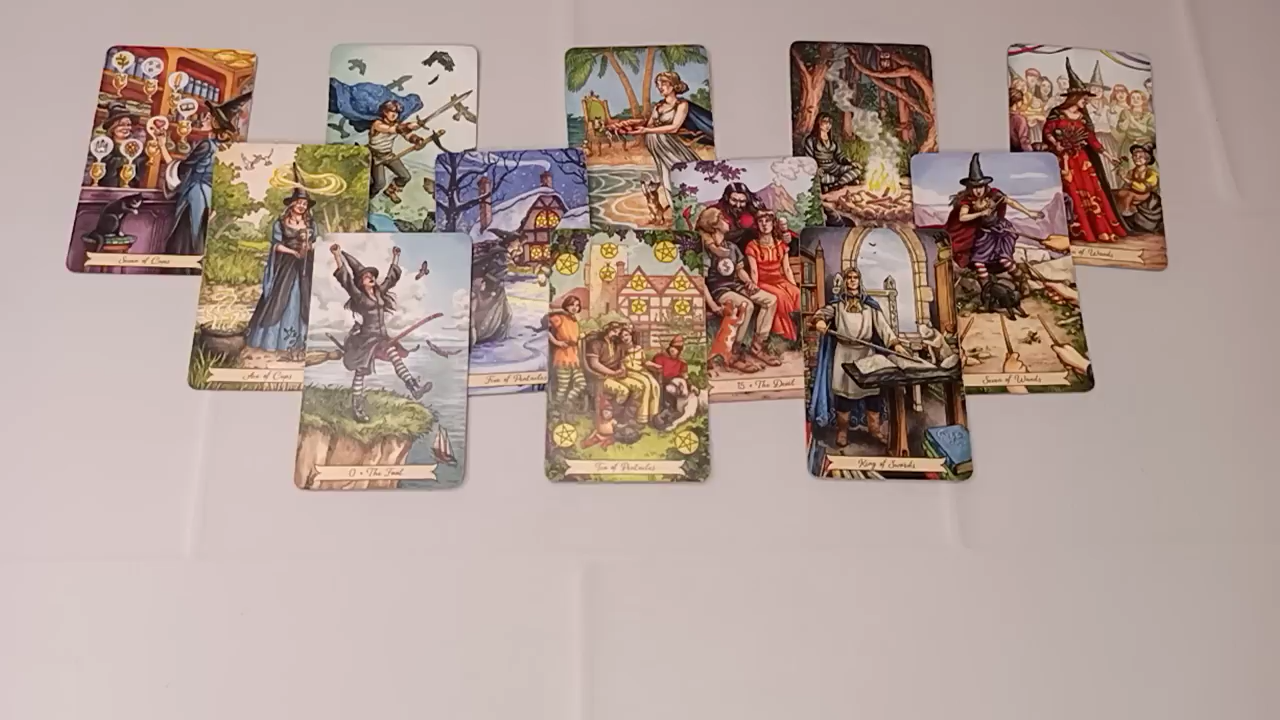 Seven of Cups
of Wands
Ace of Cups
Five of Pentacles
15 • The Devil
Seven of Wands
0 • The Fool
Ten of Pentacles
King of Swords